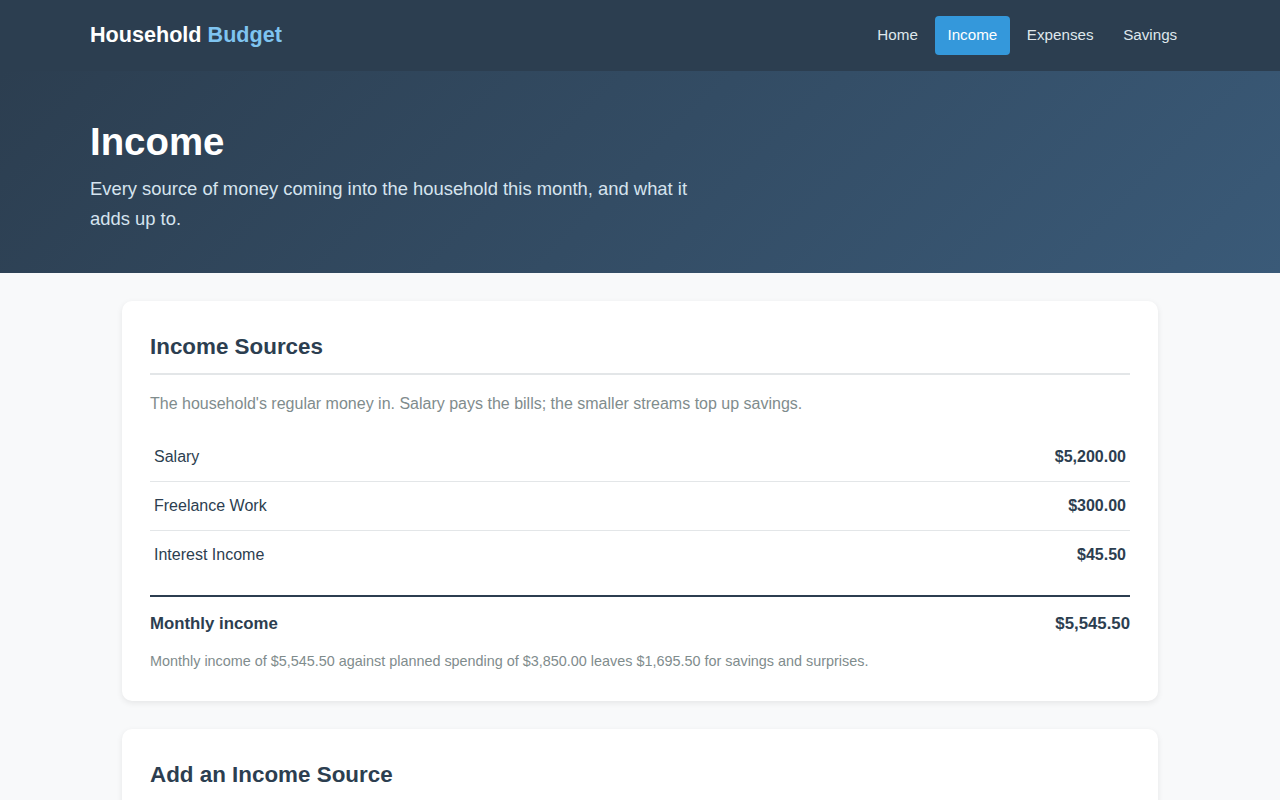 Household Budget
Home Income Expenses Savings
Income
Every source of money coming into the household this month, and what it
adds up to.
Income Sources
The household's regular money in. Salary pays the bills; the smaller streams top up savings.
Salary $5,200.00
Freelance Work $300.00
Interest Income $45.50
Monthly income $5,545.50
Monthly income of $5,545.50 against planned spending of $3,850.00 leaves $1,695.50 for savings and surprises.
Add an Income Source